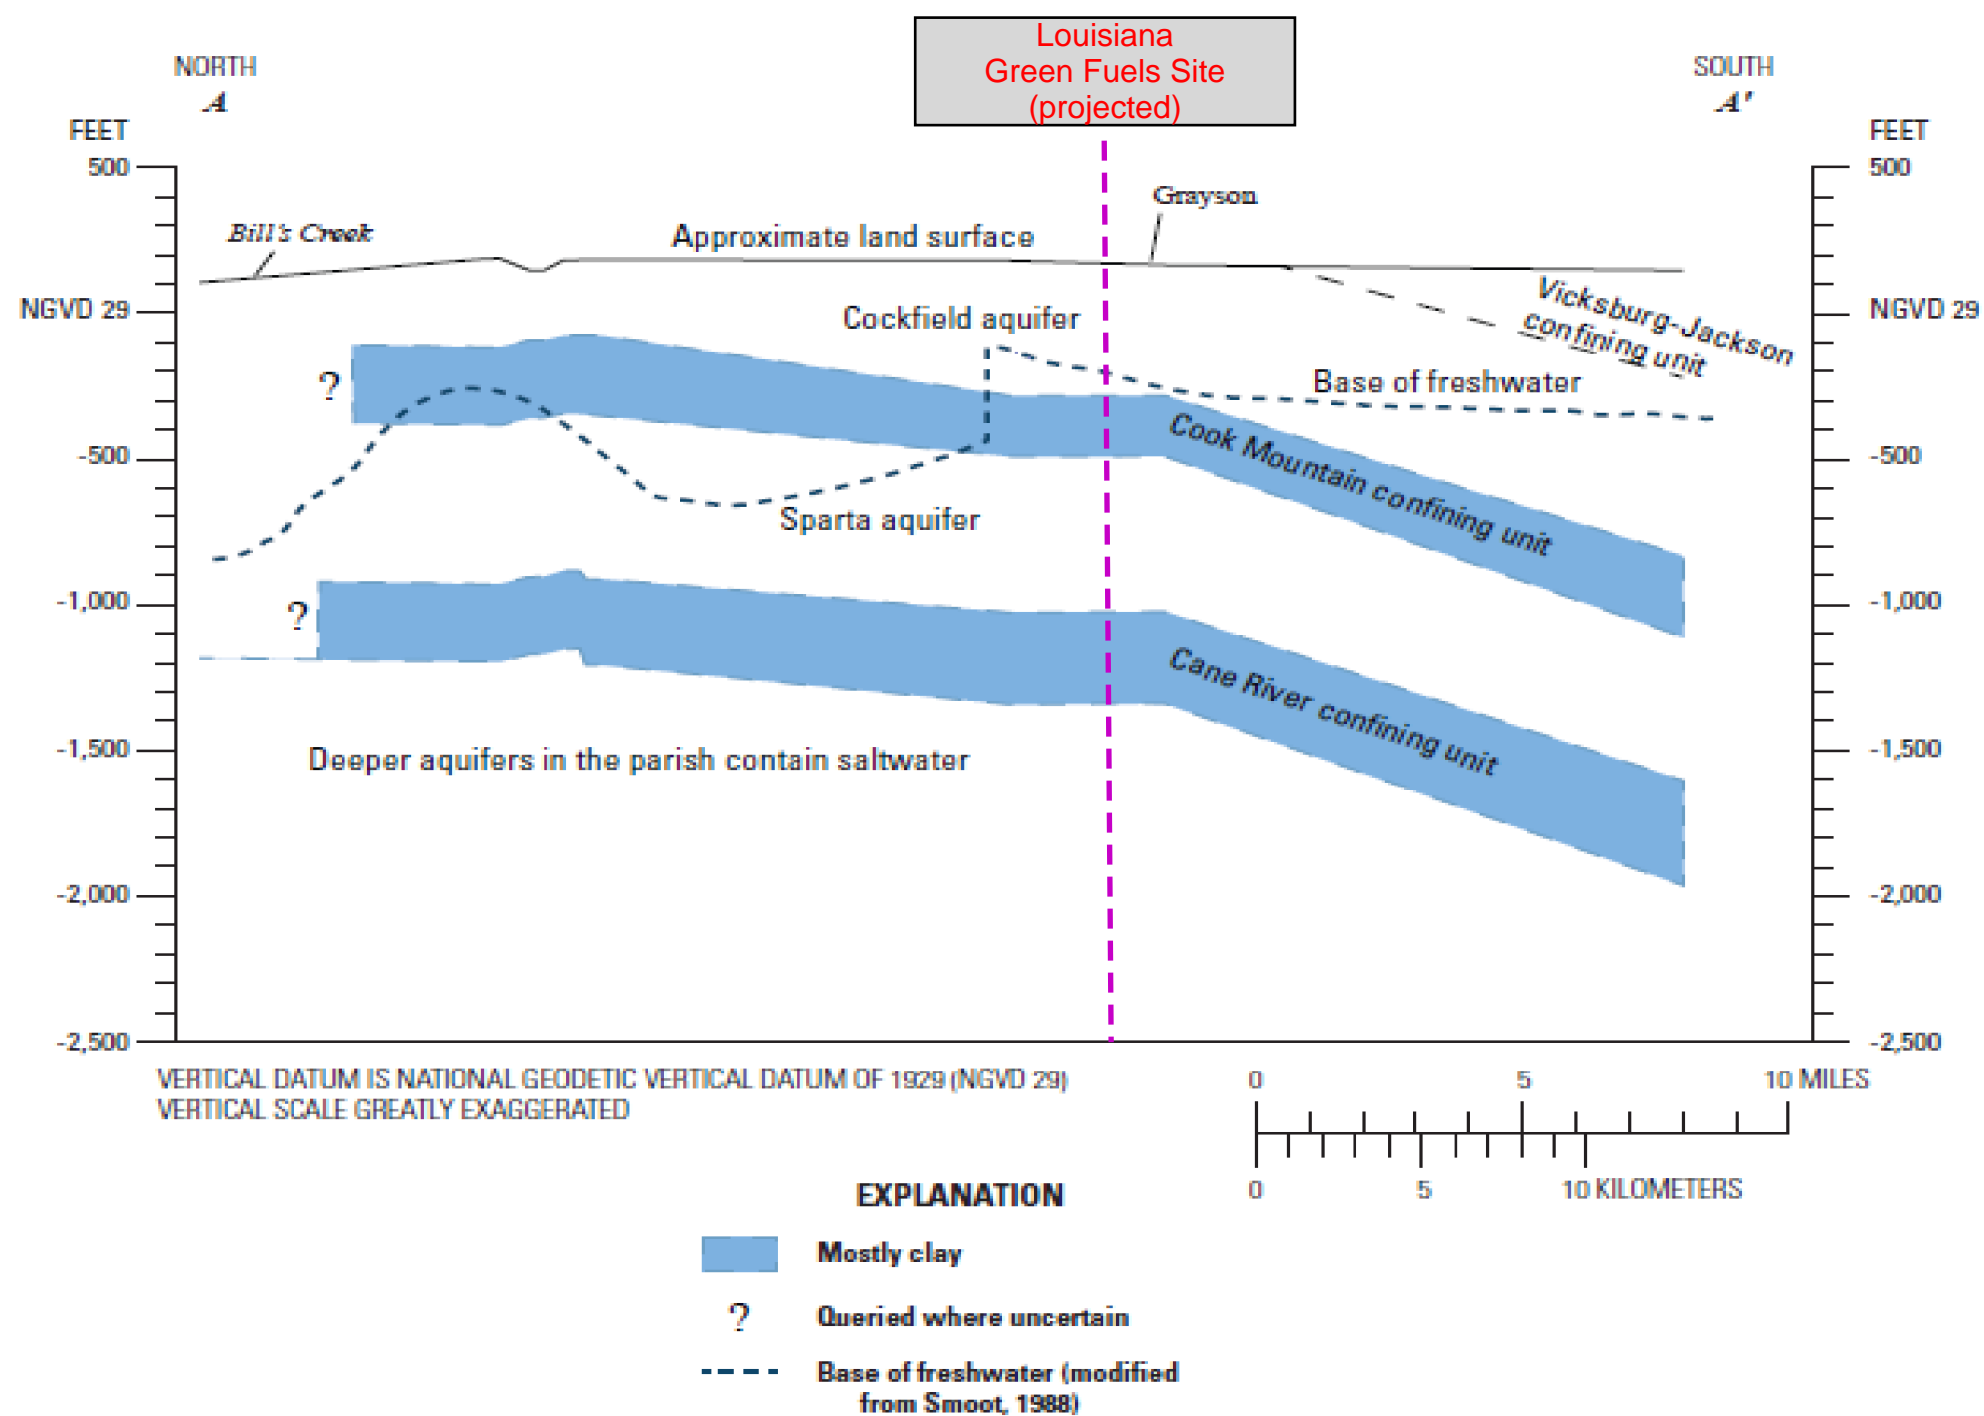 Louisiana
Green Fuels Site
(projected)
NORTH
A
SOUTH
A'
FEET
FEET
500
500
Grayson
Bill's Creek
Approximate land surface
NGVD 29
NGVD 29
Cockfield aquifer
Vicksburg-Jackson
confining unit
?
Base of freshwater
-500
-500
Cook Mountain confining unit
Sparta aquifer
-1,000
-1,000
?
Cane River confining unit
-1,500
-1,500
Deeper aquifers in the parish contain saltwater
-2,000
-2,000
-2,500
-2,500
VERTICAL DATUM IS NATIONAL GEODETIC VERTICAL DATUM OF 1929 (NGVD 29)
VERTICAL SCALE GREATLY EXAGGERATED
0 5 10 MILES
0 5 10 KILOMETERS
EXPLANATION
Mostly clay
? Queried where uncertain
Base of freshwater (modified
from Smoot, 1988)